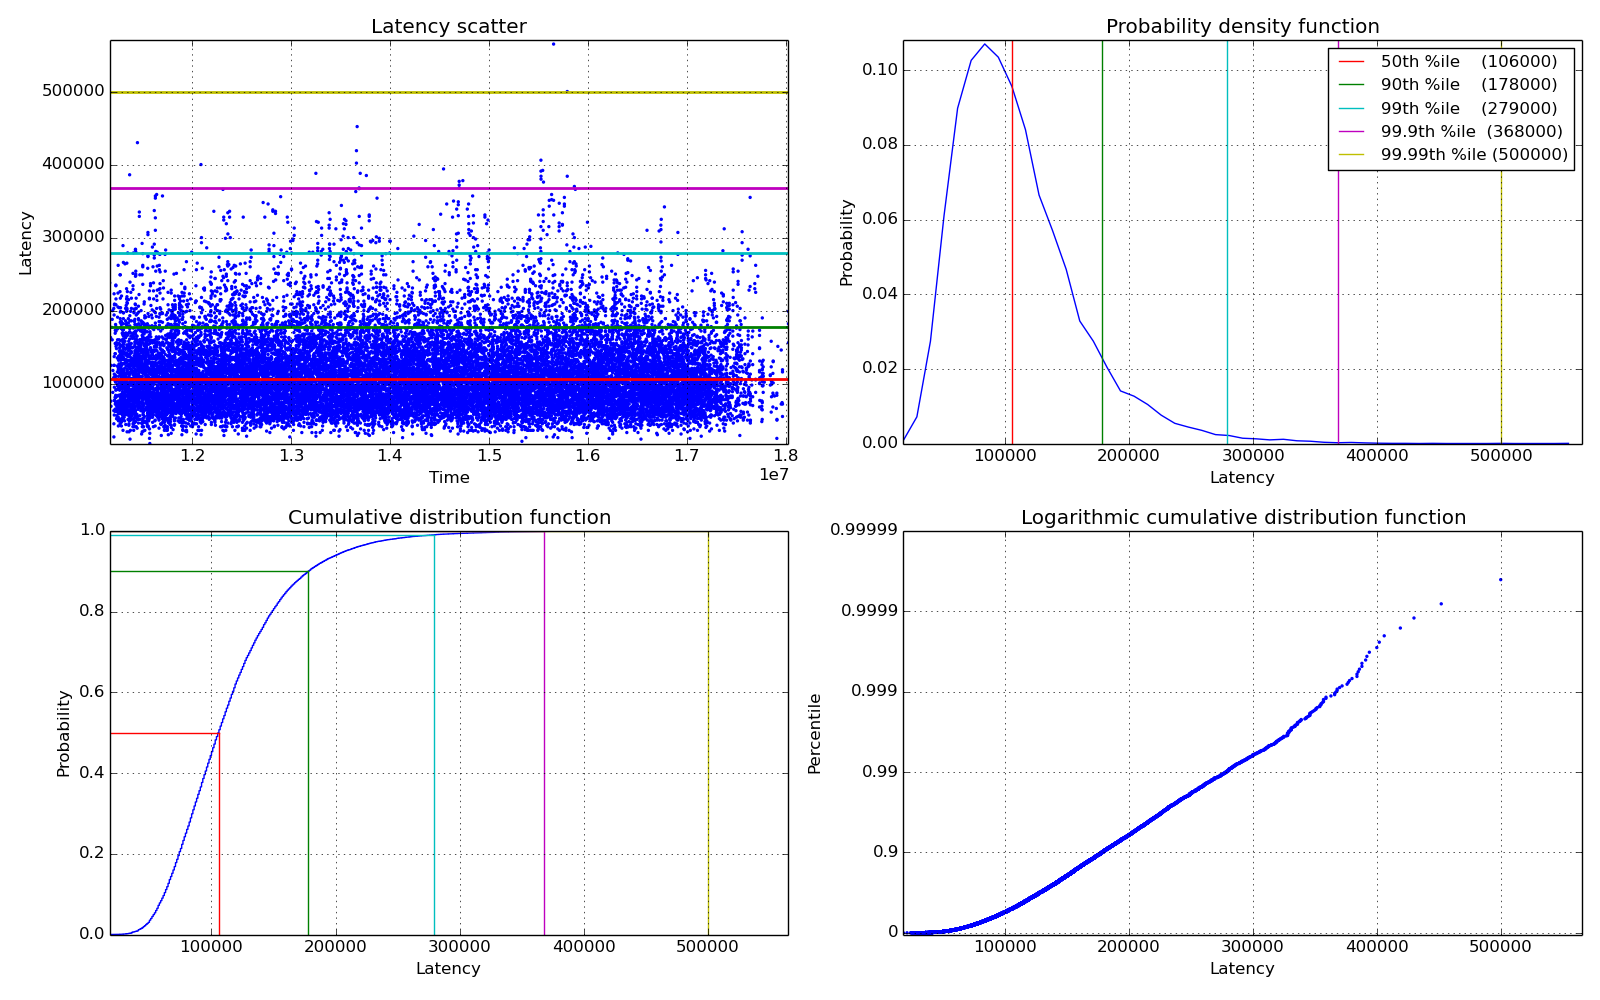 Latency scatter
500000
400000
300000
200000
100000
Latency
1.2 1.3 1.4 1.5 1.6 1.7 1.8
1e7
Time
Probability density function
50th %ile (106000)
90th %ile (178000)
99th %ile (279000)
99.9th %ile (368000)
99.99th %ile (500000)
0.10
0.08
0.06
0.04
0.02
0.00
Probability
100000 200000 300000 400000 500000
Latency
Cumulative distribution function
1.0
0.8
0.6
0.4
0.2
0.0
Probability
100000 200000 300000 400000 500000
Latency
Logarithmic cumulative distribution function
0.99999
0.9999
0.999
0.99
0.9
0
Percentile
100000 200000 300000 400000 500000
Latency